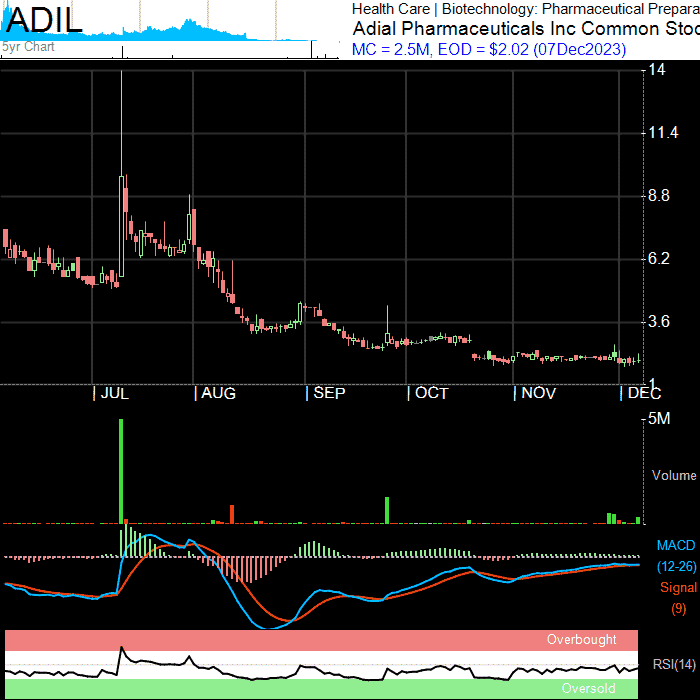 ADIL
5yr Chart
Health Care | Biotechnology: Pharmaceutical Prepara
Adial Pharmaceuticals Inc Common Stoc
MC = 2.5M, EOD = $2.02 (07Dec2023)
14
11.4
8.8
6.2
3.6
1
| JUL | AUG | SEP | OCT | NOV | DEC
5M
Volume
MACD
(12-26)
Signal
(9)
Overbought
RSI(14)
Oversold